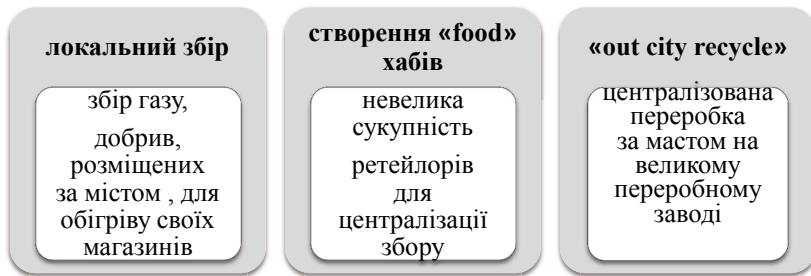 локальний збір
збір газу,
добрив,
розміщених
за містом , для
обігріву своїх
магазинів
створення «food»
хабів
невелика
сукупність
ретейлорів
для
централізації
збору
«out city recycle»
централізована
переробка
за мастом на
великому
переробному
заводі